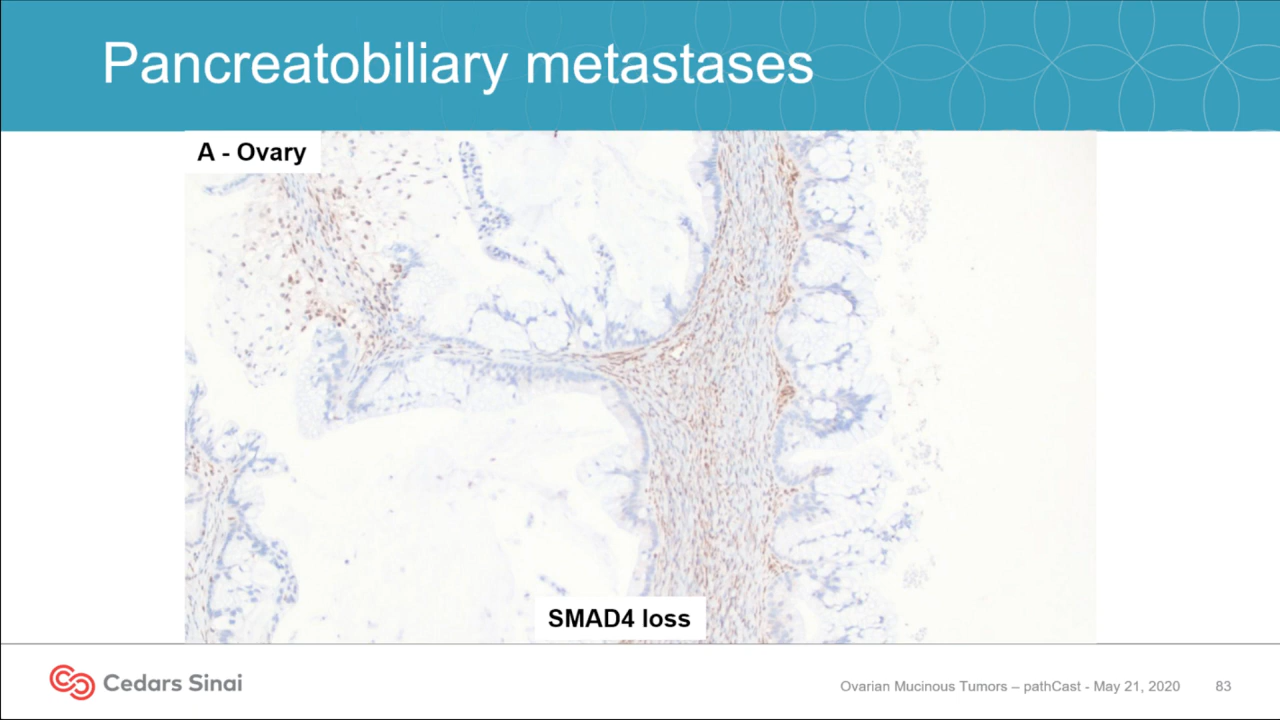 Pancreatobiliary metastases
A - Ovary
SMAD4 loss
Cedars Sinai
Ovarian Mucinous Tumors – pathCast - May 21, 2020 83